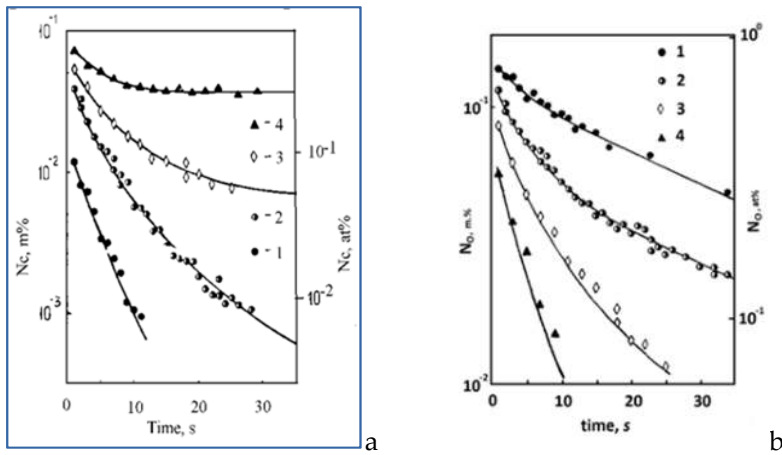 10⁻¹
10⁻²
10⁻³
Nc, m%
10⁻¹
10⁻²
Nc, at%
- 4
- 3
- 2
- 1
0 10 20 30
Time, s
a
10⁻¹
10⁻²
N₀, m.%
10⁰
10⁻¹
N₀, at%
1
2
3
4
0 10 20 30
time, s
b